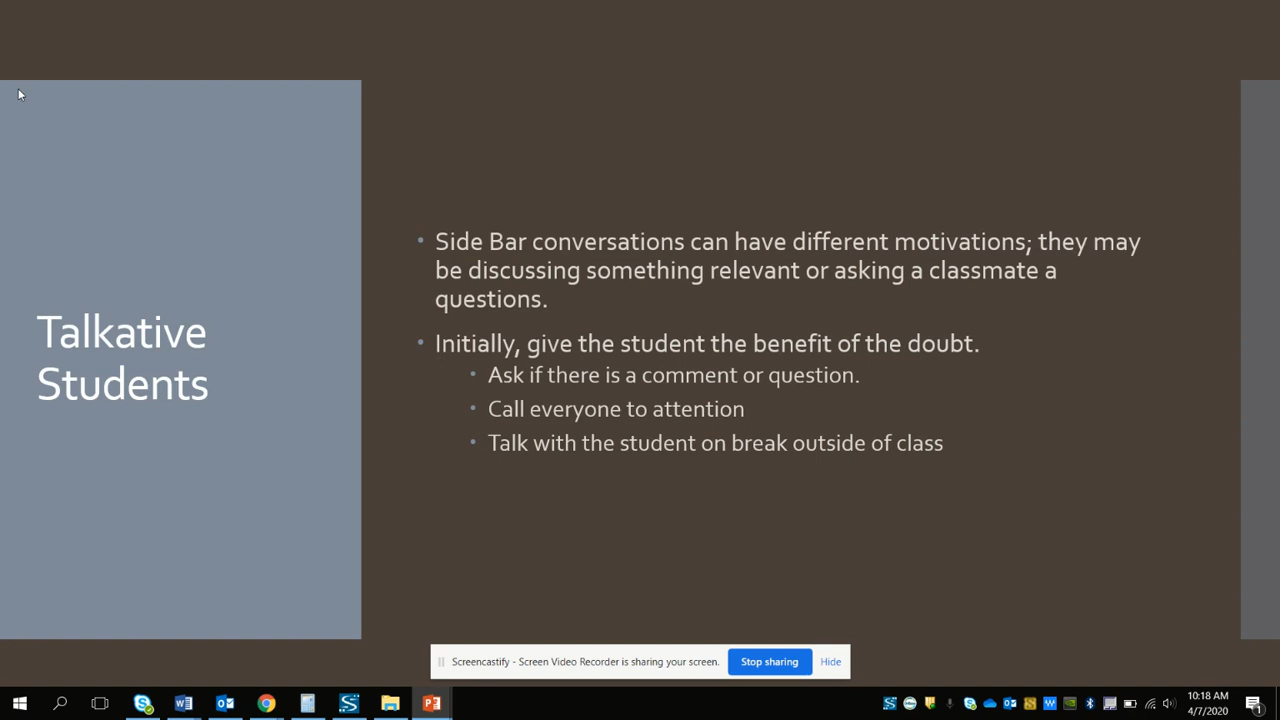 Talkative
Students
• Side Bar conversations can have different motivations; they may
be discussing something relevant or asking a classmate a
questions.
• Initially, give the student the benefit of the doubt.
• Ask if there is a comment or question.
• Call everyone to attention
• Talk with the student on break outside of class
Screencastify - Screen Video Recorder is sharing your screen.
Stop sharing
Hide
10:18 AM
4/7/2020